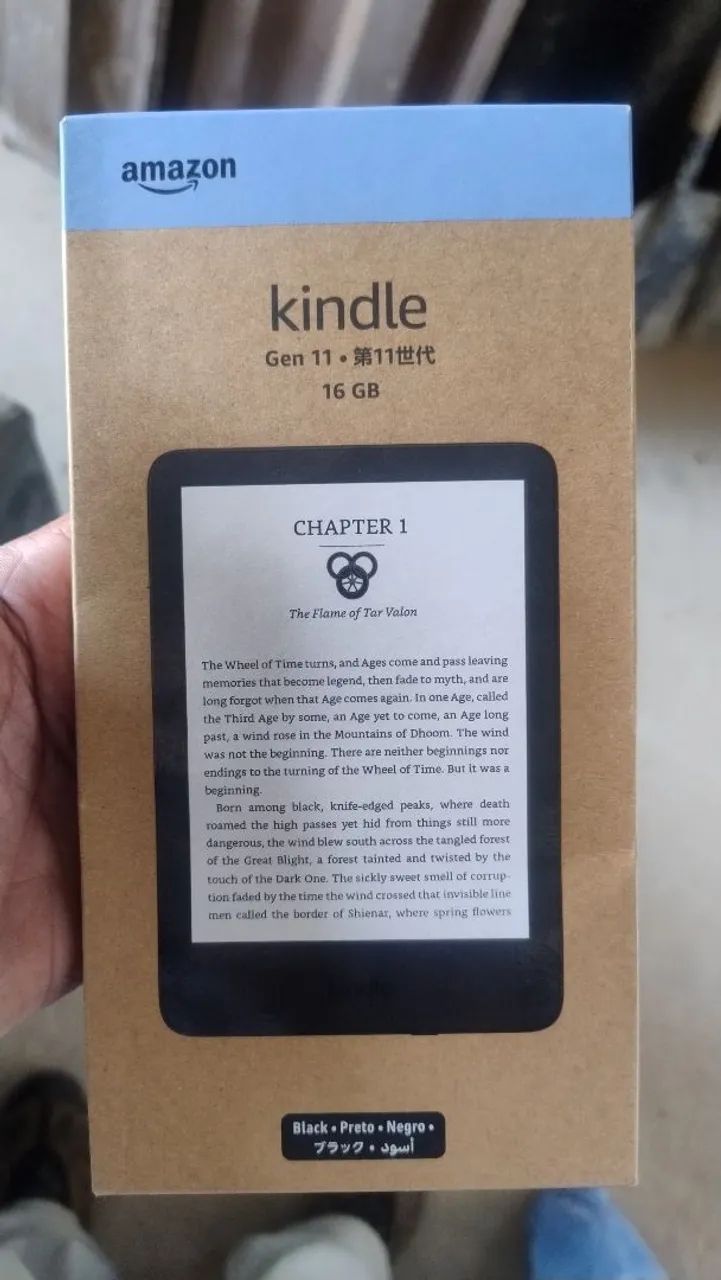 amazon
kindle
Gen 11 • 第11世代
16 GB
CHAPTER 1
The Flame of Tar Valon
The Wheel of Time turns, and Ages come and pass leaving
memories that become legend, then fade to myth, and are
long forgot when that Age comes again. In one Age, called
the Third Age by some, an Age yet to come, an Age long
past, a wind rose in the Mountains of Dhoom. The wind
was not the beginning. There are neither beginnings nor
endings to the turning of the Wheel of Time. But it was a
beginning.
Born among black, knife-edged peaks, where death
roamed the high passes yet hid from things still more
dangerous, the wind blew south across the tangled forest
of the Great Blight, a forest tainted and twisted by the
touch of the Dark One. The sickly sweet smell of corrup-
tion faded by the time the wind crossed that invisible line
men called the border of Shienar, where spring flowers
Black • Preto • Negro •
ブラック • أسود